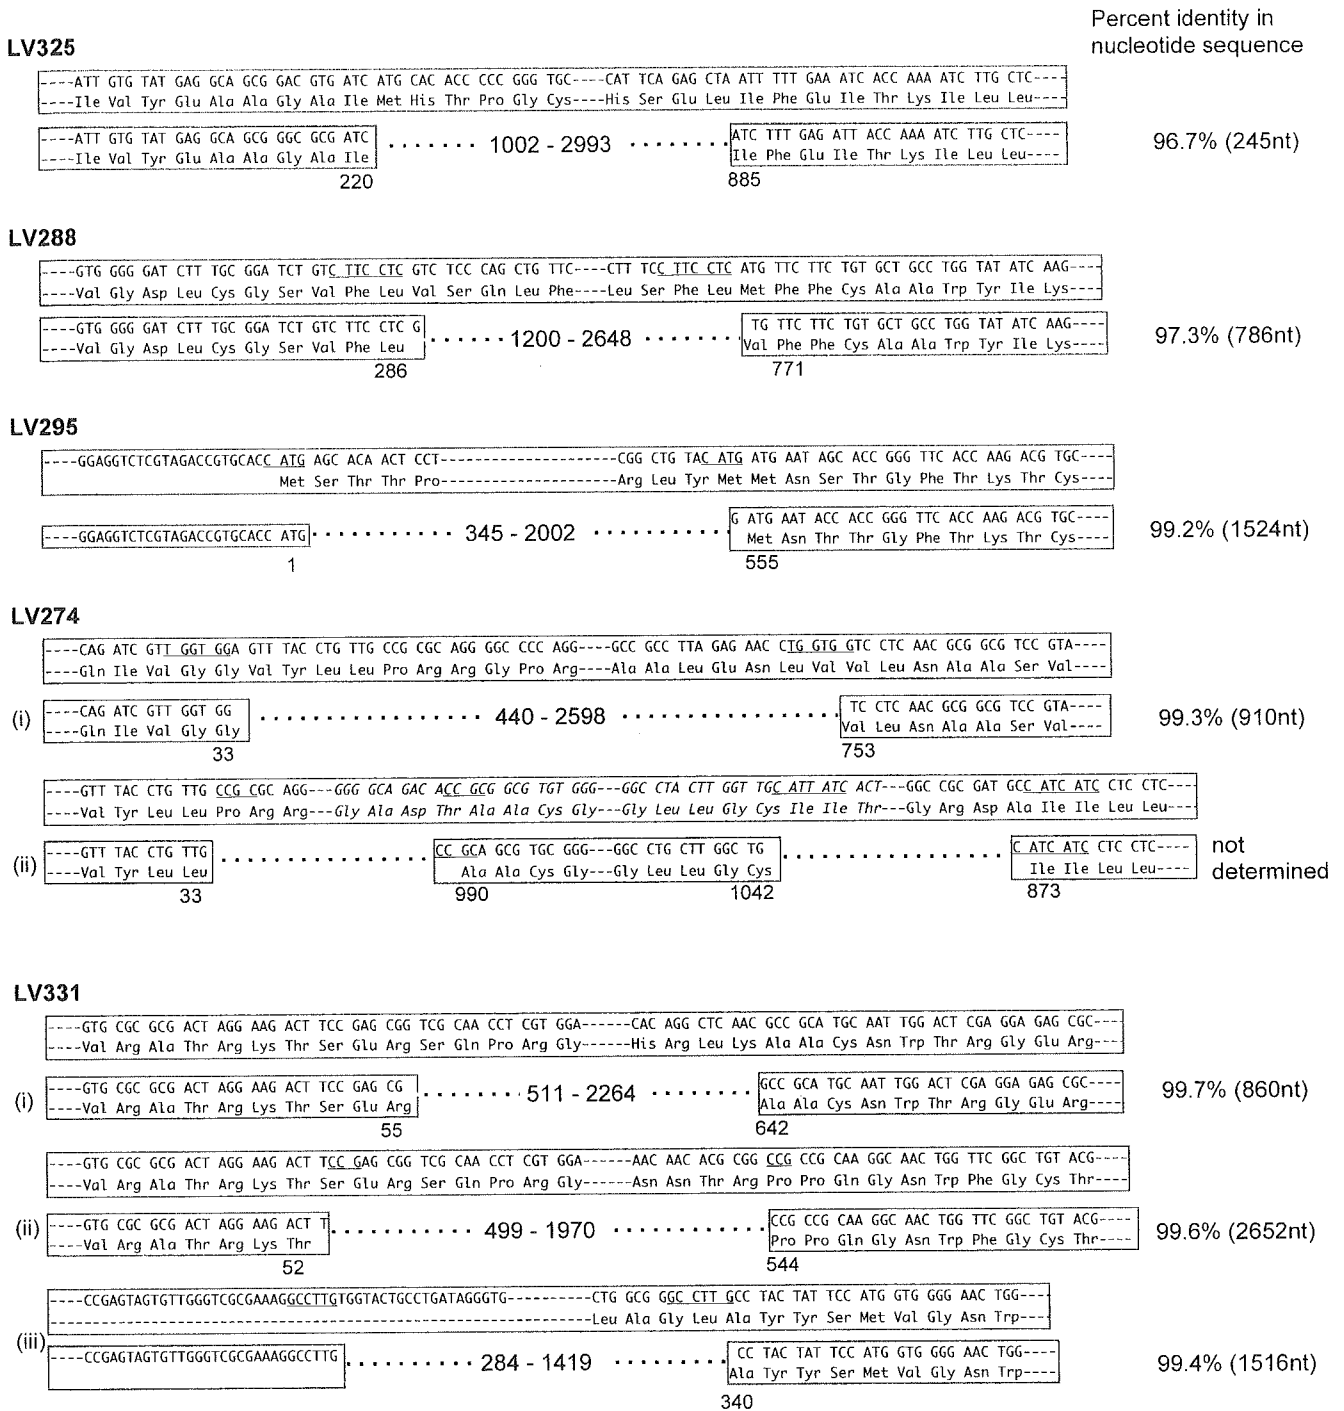 Percent identity in
nucleotide sequence
LV325
----ATT GTG TAT GAG GCA GCG GAC GTG ATC ATG CAC ACC CCC GGG TGC----CAT TCA GAG CTA ATT TTT GAA ATC ACC AAA ATC TTG CTC----
----Ile Val Tyr Glu Ala Ala Gly Ala Ile Met His Thr Pro Gly Cys---His Ser Glu Leu Ile Phe Glu Ile Thr Lys Ile Leu Leu----
----ATT GTG TAT GAG GCA GCG GGC GCG ATC ······· 1002 - 2993 ······· ATC TTT GAG ATT ACC AAA ATC TTG CTC---- 96.7% (245nt)
----Ile Val Tyr Glu Ala Ala Gly Ala Ile Ile Phe Glu Ile Thr Lys Ile Leu Leu----
220 885
LV288
----GTG GGG GAT CTT TGC GGA TCT GTC TTC CTC GTC TCC CAG CTG TTC----CTT TCC TTC CTC ATG TTC TTC TGT GCT GCC TGG TAT ATC AAG----
----Val Gly Asp Leu Cys Gly Ser Val Phe Leu Val Ser Gln Leu Phe---Leu Ser Phe Leu Met Phe Phe Cys Ala Ala Trp Tyr Ile Lys----
----GTG GGG GAT CTT TGC GGA TCT GTC TTC CTC G ······· 1200 - 2648 ········ TG TTC TTC TGT GCT GCC TGG TAT ATC AAG---- 97.3% (786nt)
----Val Gly Asp Leu Cys Gly Ser Val Phe Leu Val Phe Phe Cys Ala Ala Trp Tyr Ile Lys----
286 771
LV295
----GGAGGTCTCGTAGACCGTGCACC ATG AGC ACA ACT CCT----------------------CGG CTG TAC ATG ATG AAT AGC ACC GGG TTC ACC AAG ACG TGC----
Met Ser Thr Thr Pro----------------------Arg Leu Tyr Met Met Asn Ser Thr Gly Phe Thr Lys Thr Cys----
----GGAGGTCTCGTAGACCGTGCACC ATG ··········· 345 - 2002 ·········· G ATG AAT ACC ACC GGG TTC ACC AAG ACG TGC---- 99.2% (1524nt)
Met Asn Thr Thr Gly Phe Thr Lys Thr Cys----
1 555
LV274
----CAG ATC GTT GGT GGA GTT TAC CTG TTG CCG CGC AGG GGC CCC AGG----GCC GCC TTA GAG AAC CTG GTG GTC CTC AAC GCG GCG TCC GTA----
----Gln Ile Val Gly Gly Val Tyr Leu Leu Pro Arg Arg Gly Pro Arg----Ala Ala Leu Glu Asn Leu Val Val Leu Asn Ala Ala Ser Val----
(i) ----CAG ATC GTT GGT GG ················· 440 - 2598 ················ TC CTC AAC GCG GCG TCC GTA---- 99.3% (910nt)
----Gln Ile Val Gly Gly Val Leu Asn Ala Ala Ser Val----
33 753
----GTT TAC CTG TTG CCG CGC AGG---GGG GCA GAC ACC GCG GCG TGT GGG---GGC CTA CTT GGT TGC ATT ATC ACT---GGC CGC GAT GCC ATC ATC CTC CTC----
----Val Tyr Leu Leu Pro Arg Arg---Gly Ala Asp Thr Ala Ala Cys Gly---Gly Leu Leu Gly Cys Ile Ile Thr---Gly Arg Asp Ala Ile Ile Leu Leu----
(ii) ----GTT TAC CTG TTG ················ CC GCA GCG TGC GGG---GGC CTG CTT GGC TG ················· C ATC ATC CTC CTC---- not
----Val Tyr Leu Leu Ala Ala Cys Gly---Gly Leu Leu Gly Cys Ile Ile Leu Leu---- determined
33 990 1042 873
LV331
----GTG CGC GCG ACT AGG AAG ACT TCC GAG CGG TCG CAA CCT CGT GGA------CAC AGG CTC AAC GCC GCA TGC AAT TGG ACT CGA GGA GAG CGC----
----Val Arg Ala Thr Arg Lys Thr Ser Glu Arg Ser Gln Pro Arg Gly------His Arg Leu Lys Ala Ala Cys Asn Trp Thr Arg Gly Glu Arg----
(i) ----GTG CGC GCG ACT AGG AAG ACT TCC GAG CG ········ 511 - 2264 ········ GCC GCA TGC AAT TGG ACT CGA GGA GAG CGC---- 99.7% (860nt)
----Val Arg Ala Thr Arg Lys Thr Ser Glu Arg Ala Ala Cys Asn Trp Thr Arg Gly Glu Arg----
55 642
----GTG CGC GCG ACT AGG AAG ACT TCC GAG CGG TCG CAA CCT CGT GGA------AAC AAC ACG CGG CCG CCG CAA GGC AAC TGG TTC GGC TGT ACG----
----Val Arg Ala Thr Arg Lys Thr Ser Glu Arg Ser Gln Pro Arg Gly------Asn Asn Thr Arg Pro Pro Gln Gly Asn Trp Phe Gly Cys Thr----
(ii) ----GTG CGC GCG ACT AGG AAG ACT T ············ 499 - 1970 ············ CCG CCG CAA GGC AAC TGG TTC GGC TGT ACG---- 99.6% (2652nt)
----Val Arg Ala Thr Arg Lys Thr Pro Pro Gln Gly Asn Trp Phe Gly Cys Thr----
52 544
----CCGAGTAGTGTTGGGTCGCGAAAGGCCTTGTGGTACTGCCTGATAGGGTG----------CTG GCG GGC CTT GCC TAC TAT TCC ATG GTG GGG AAC TGG----
----------Leu Ala Gly Leu Ala Tyr Tyr Ser Met Val Gly Asn Trp----
(iii) ----CCGAGTAGTGTTGGGTCGCGAAAGGCCTTG ··········· 284 - 1419 ·········· CC TAC TAT TCC ATG GTG GGG AAC TGG---- 99.4% (1516nt)
Ala Tyr Tyr Ser Met Val Gly Asn Trp----
340